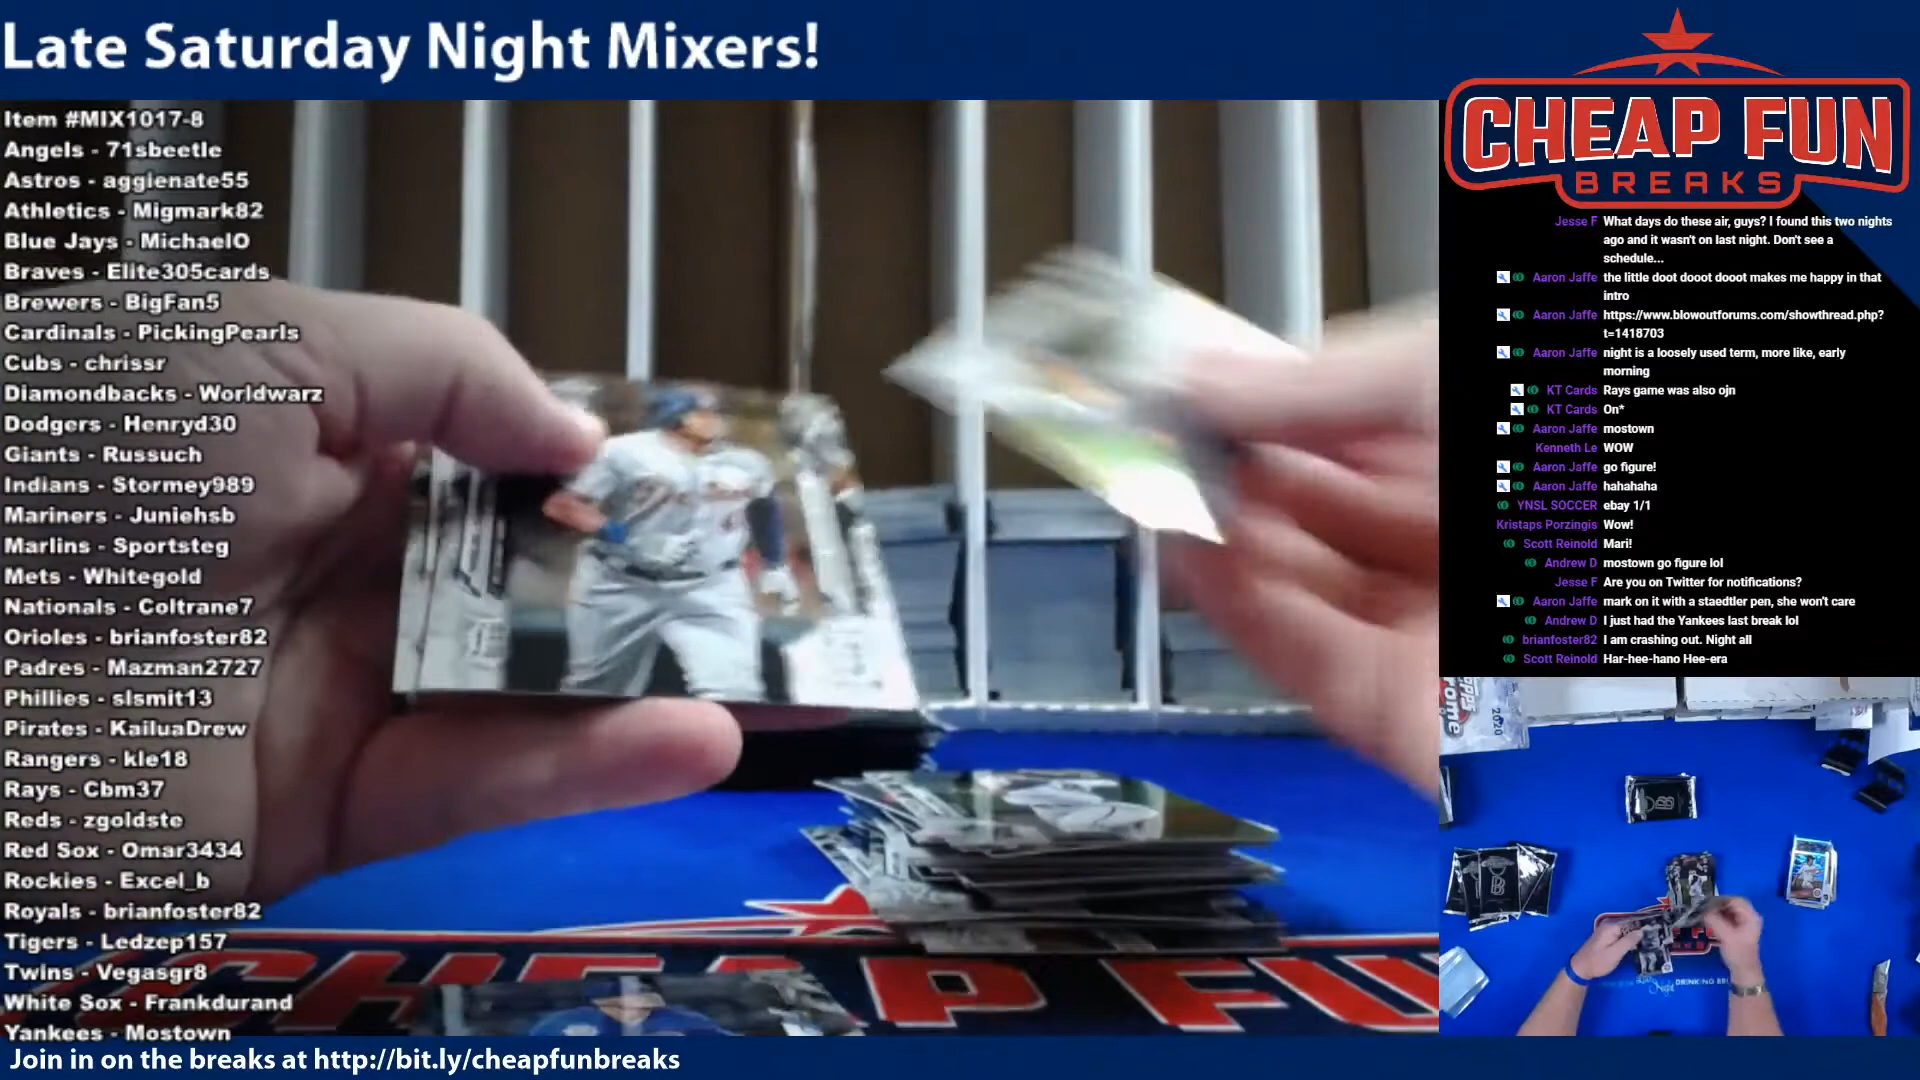 Late Saturday Night Mixers!
Item #MIX1017-8
Angels - 71sbeetle
Astros - aggienate55
Athletics - Migmark82
Blue Jays - MichaelO
Braves - Elite305cards
Brewers - BigFan5
Cardinals - PickingPearls
Cubs - chrissr
Diamondbacks - Worldwarz
Dodgers - Henryd30
Giants - Russuch
Indians - Stormey989
Mariners - Juniehsb
Marlins - Sportsteg
Mets - Whitegold
Nationals - Coltrane7
Orioles - brianfoster82
Padres - Mazman2727
Phillies - slsmit13
Pirates - KailuaDrew
Rangers - kle18
Rays - Cbm37
Reds - zgoldste
Red Sox - Omar3434
Rockies - Excel_b
Royals - brianfoster82
Tigers - Ledzep157
Twins - Vegasgr8
White Sox - Frankdurand
Yankees - Mostown
Join in on the breaks at http://bit.ly/cheapfunbreaks
CHEAP FU
CHEAP FUN
BREAKS
Jesse F What days do these air, guys? I found this two nights
ago and it wasn't on last night. Don't see a
schedule...
Aaron Jaffe the little doot dooot dooot makes me happy in that
intro
Aaron Jaffe https://www.blowoutforums.com/showthread.php?
t=1418703
Aaron Jaffe night is a loosely used term, more like, early
morning
KT Cards Rays game was also ojn
KT Cards On*
Aaron Jaffe mostown
Kenneth Le WOW
Aaron Jaffe go figure!
Aaron Jaffe hahahaha
YNSL SOCCER ebay 1/1
Kristaps Porzingis Wow!
Scott Reinold Mari!
Andrew D mostown go figure lol
Jesse F Are you on Twitter for notifications?
Aaron Jaffe mark on it with a staedtler pen, she won't care
Andrew D I just had the Yankees last break lol
brianfoster82 I am crashing out. Night all
Scott Reinold Har-hee-hano Hee-era
2020